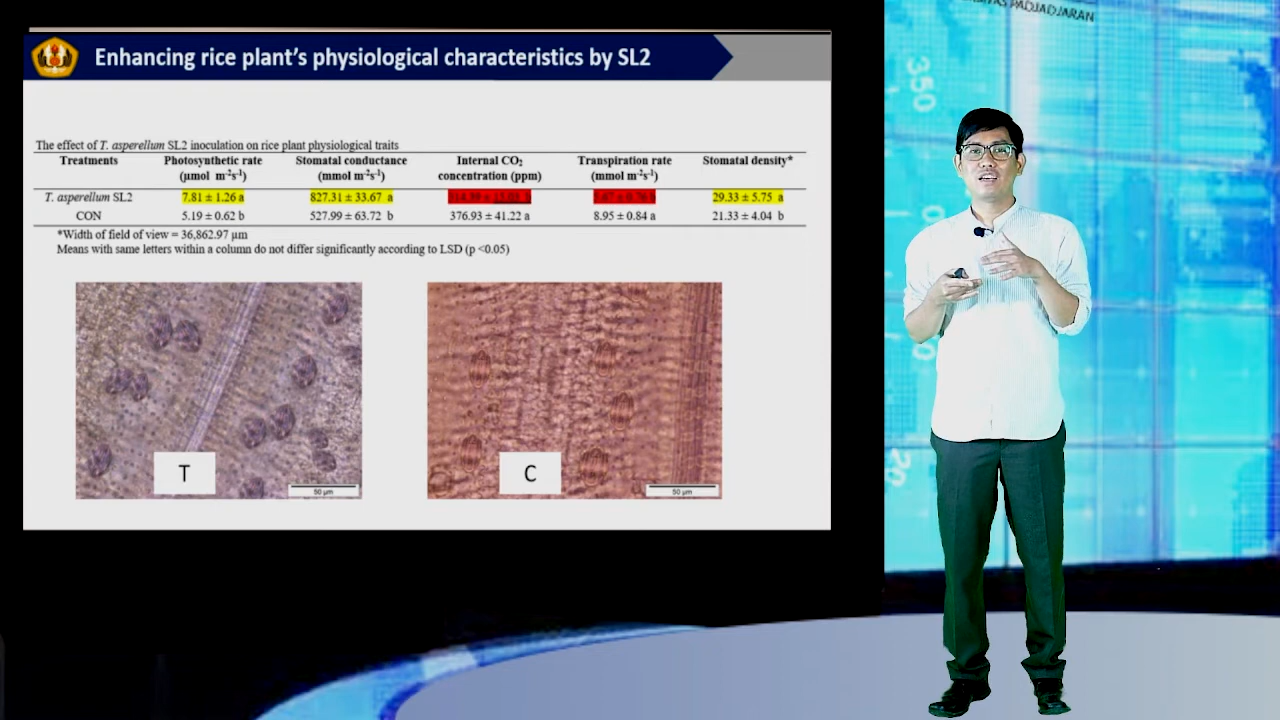 Enhancing rice plant's physiological characteristics by SL2
The effect of T. asperellum SL2 inoculation on rice plant physiological traits
Treatments Photosynthetic rate (µmol m-2s-1) Stomatal conductance (mmol m-2s-1) Internal CO2 concentration (ppm) Transpiration rate (mmol m-2s-1) Stomatal density*
T. asperellum SL2 7.81 ± 1.26 a 827.31 ± 33.67 a 29.33 ± 5.75 a
CON 5.19 ± 0.62 b 527.99 ± 63.72 b 376.93 ± 41.22 a 8.95 ± 0.84 a 21.33 ± 4.04 b
*Width of field of view = 36,862.97 µm
Means with same letters within a column do not differ significantly according to LSD (p <0.05)
T
50 µm
C
50 µm
PADJADJARAN
350